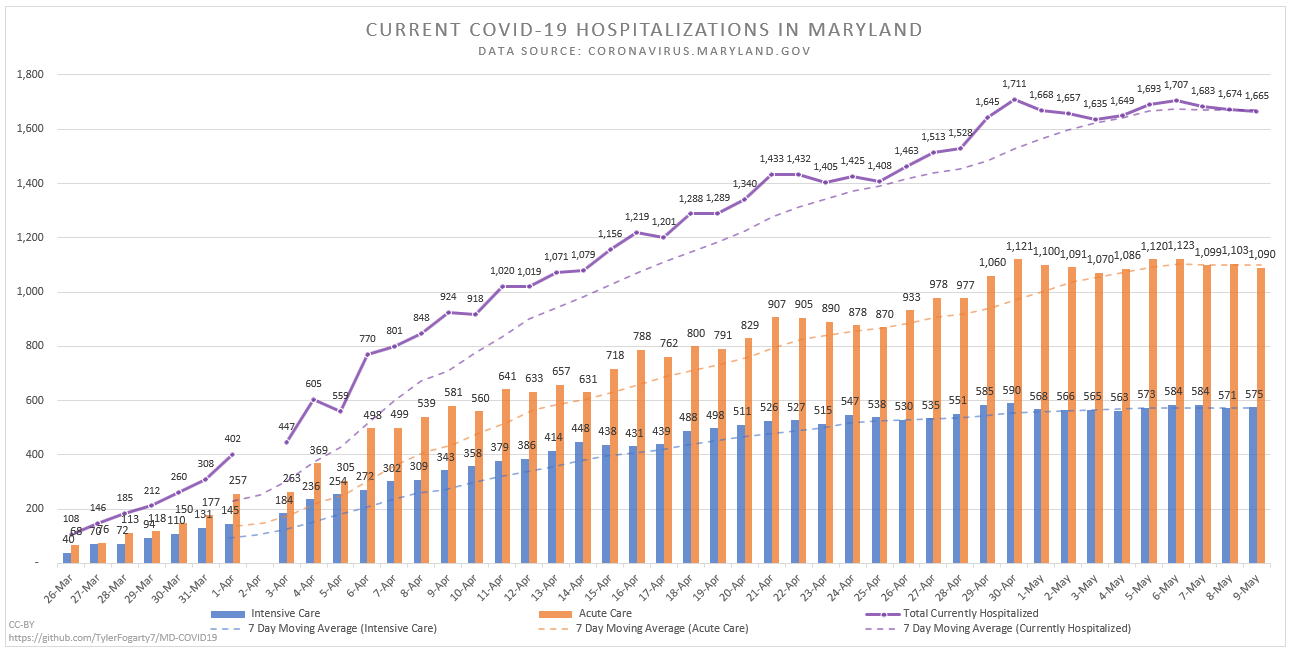 CURRENT COVID-19 HOSPITALIZATIONS IN MARYLAND
DATA SOURCE: CORONAVIRUS.MARYLAND.GOV
1,800
1,600
1,400
1,200
1,000
800
600
400
200
-
108 146 185 212 260 308 402 447 605 559 770 801 848 924 918 1,020 1,019 1,071 1,079 1,156 1,219 1,201 1,288 1,289 1,340 1,433 1,432 1,405 1,425 1,408 1,463 1,513 1,528 1,645 1,711 1,668 1,657 1,635 1,649 1,693 1,707 1,683 1,674 1,665
68 76 113 118 150 177 257 263 369 305 498 499 539 581 560 641 633 657 631 718 788 762 800 791 829 907 905 890 878 870 933 978 977 1,060 1,121 1,100 1,091 1,070 1,086 1,120 1,123 1,099 1,103 1,090
40 70 72 94 110 131 145 184 236 254 272 302 309 343 358 379 386 414 448 438 431 439 488 498 511 526 527 515 547 538 530 535 551 585 590 568 566 565 563 573 584 584 571 575
26-Mar 27-Mar 28-Mar 29-Mar 30-Mar 31-Mar 1-Apr 2-Apr 3-Apr 4-Apr 5-Apr 6-Apr 7-Apr 8-Apr 9-Apr 10-Apr 11-Apr 12-Apr 13-Apr 14-Apr 15-Apr 16-Apr 17-Apr 18-Apr 19-Apr 20-Apr 21-Apr 22-Apr 23-Apr 24-Apr 25-Apr 26-Apr 27-Apr 28-Apr 29-Apr 30-Apr 1-May 2-May 3-May 4-May 5-May 6-May 7-May 8-May 9-May
Intensive Care Acute Care Total Currently Hospitalized
7 Day Moving Average (Intensive Care) 7 Day Moving Average (Acute Care) 7 Day Moving Average (Currently Hospitalized)
CC-BY
https://github.com/TylerFogarty7/MD-COVID19